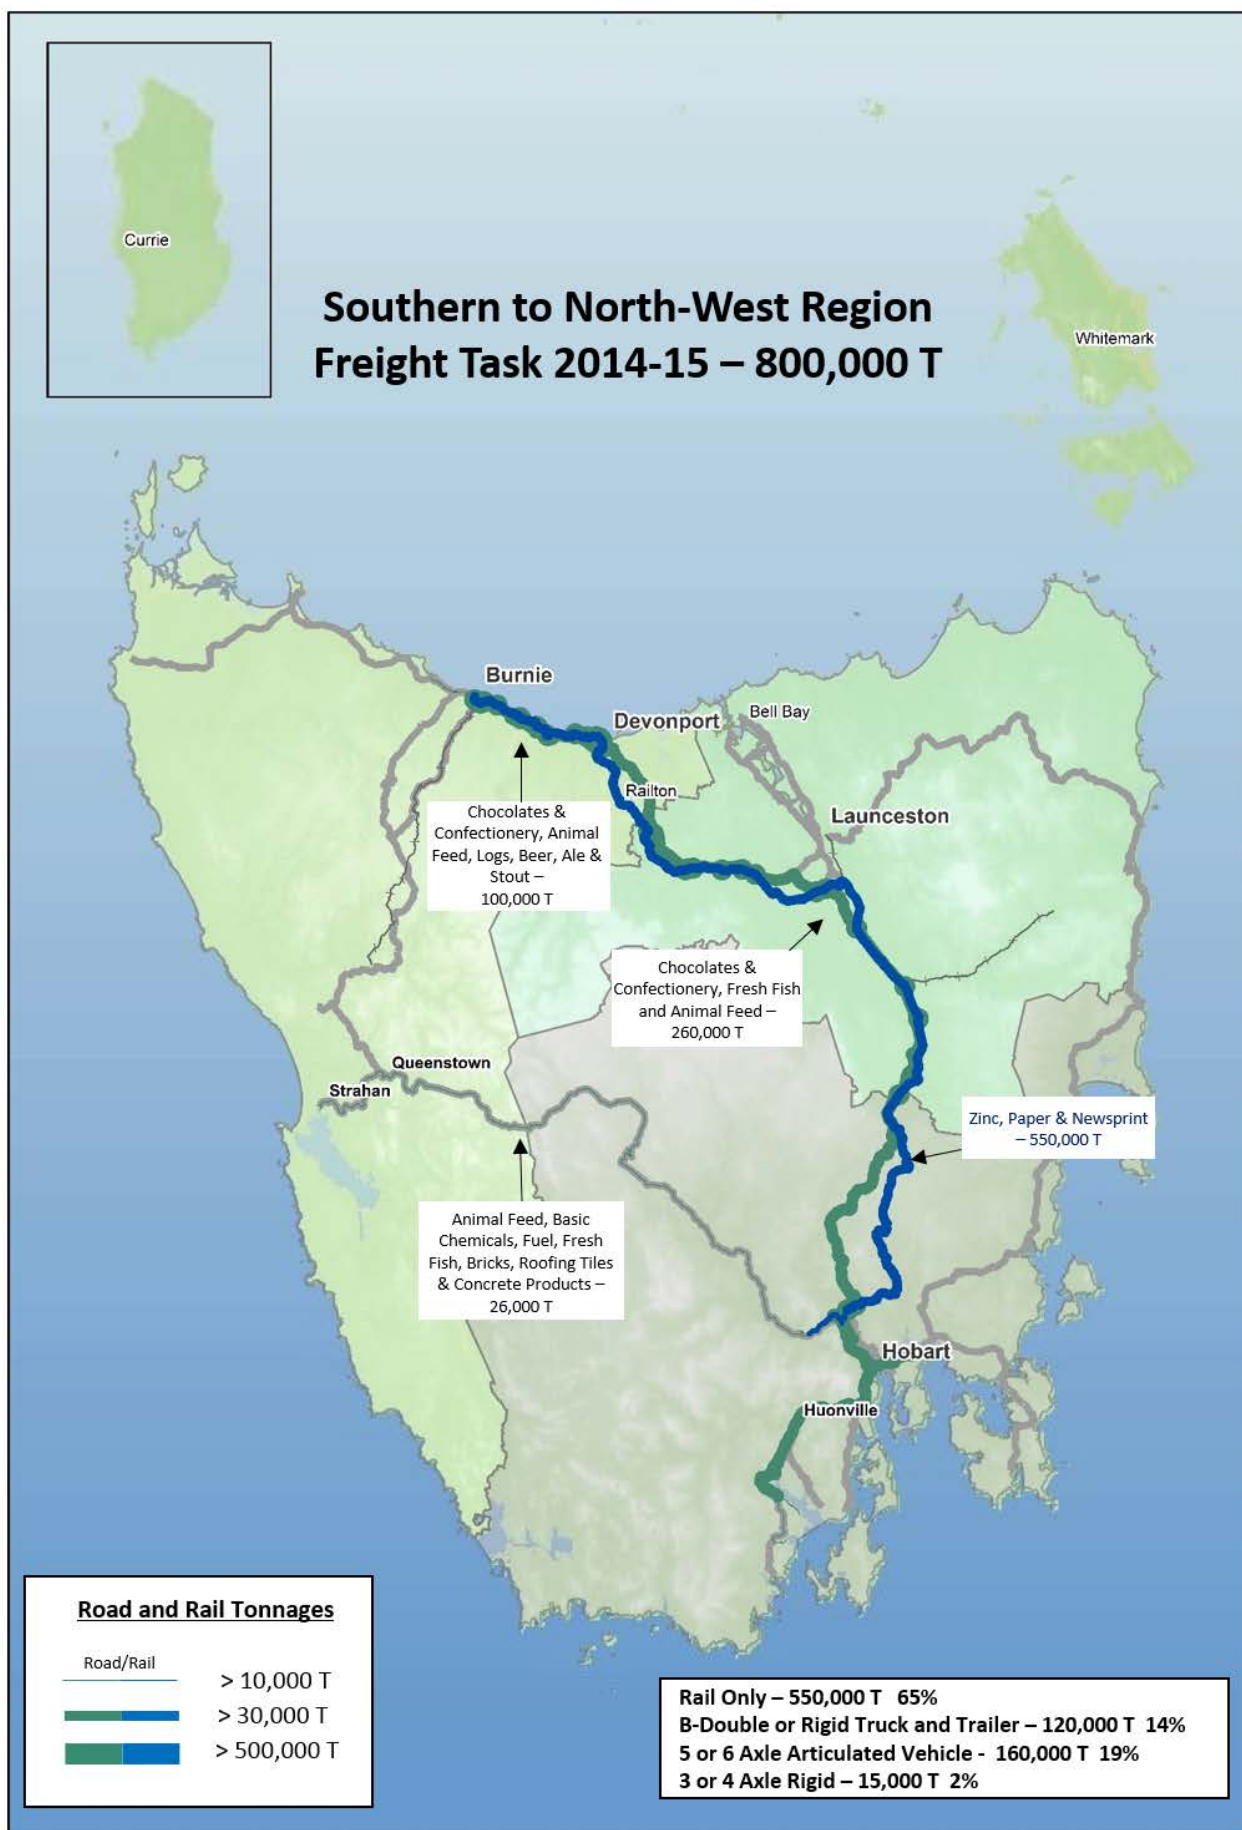 Currie
Southern to North-West Region
Freight Task 2014-15 – 800,000 T
Whitemark
Burnie
Devonport
Bell Bay
Railton
Launceston
Chocolates &
Confectionery, Animal
Feed, Logs, Beer, Ale &
Stout –
100,000 T
Chocolates &
Confectionery, Fresh Fish
and Animal Feed –
260,000 T
Queenstown
Strahan
Zinc, Paper & Newsprint
– 550,000 T
Animal Feed, Basic
Chemicals, Fuel, Fresh
Fish, Bricks, Roofing Tiles
& Concrete Products –
26,000 T
Hobart
Huonville
Road and Rail Tonnages
Road/Rail
> 10,000 T
> 30,000 T
> 500,000 T
Rail Only – 550,000 T 65%
B-Double or Rigid Truck and Trailer – 120,000 T 14%
5 or 6 Axle Articulated Vehicle - 160,000 T 19%
3 or 4 Axle Rigid – 15,000 T 2%